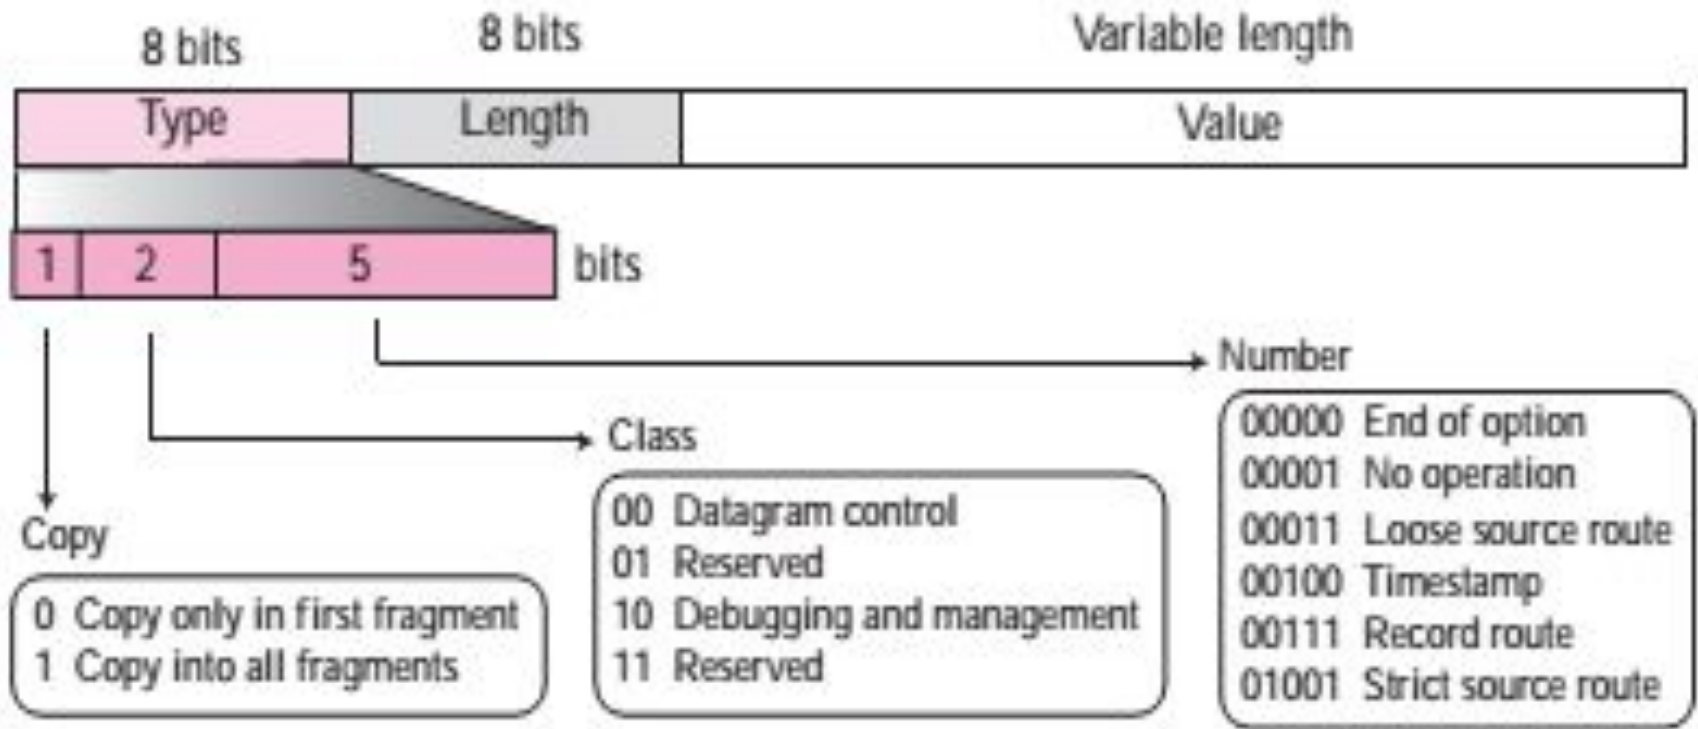 8 bits 8 bits Variable length
Type Length Value
1 2 5 bits
Number
00000 End of option
00001 No operation
00011 Loose source route
00100 Timestamp
00111 Record route
01001 Strict source route
Class
00 Datagram control
01 Reserved
10 Debugging and management
11 Reserved
Copy
0 Copy only in first fragment
1 Copy into all fragments